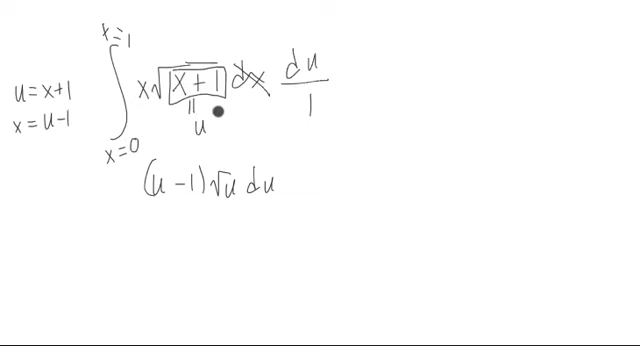 x=1
∫ x√x+1 dx du/1
u=x+1
x=u-1
u
x=0
(u-1)√u du